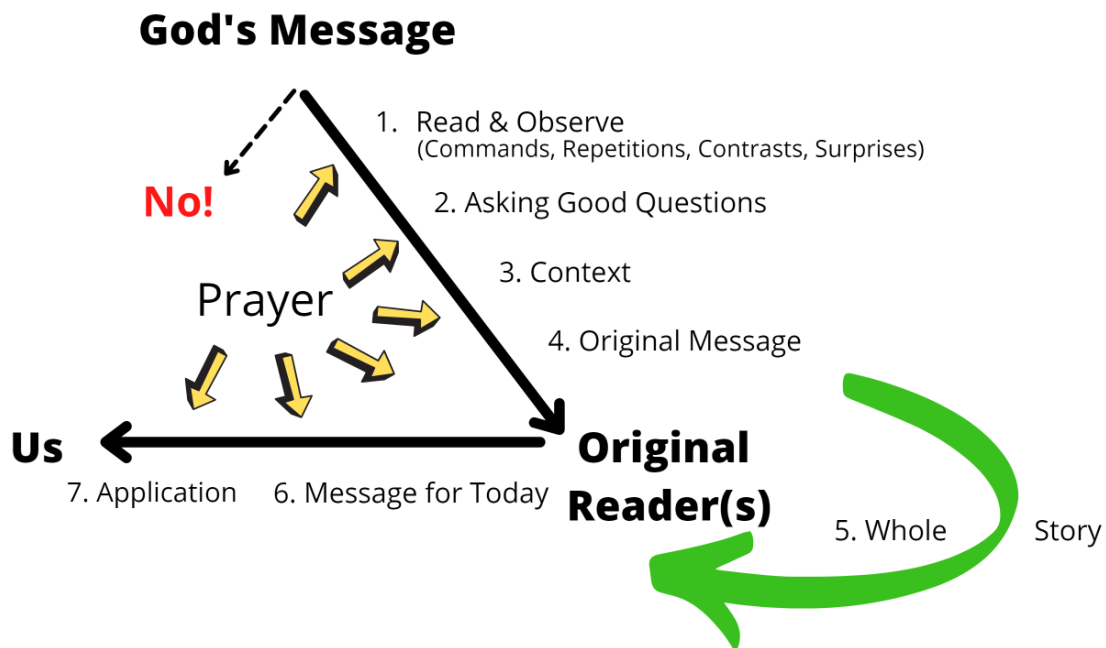 God's Message
1. Read & Observe
(Commands, Repetitions, Contrasts, Surprises)
No!
2. Asking Good Questions
3. Context
Prayer
4. Original Message
Us
Original
Reader(s)
7. Application
6. Message for Today
5. Whole Story